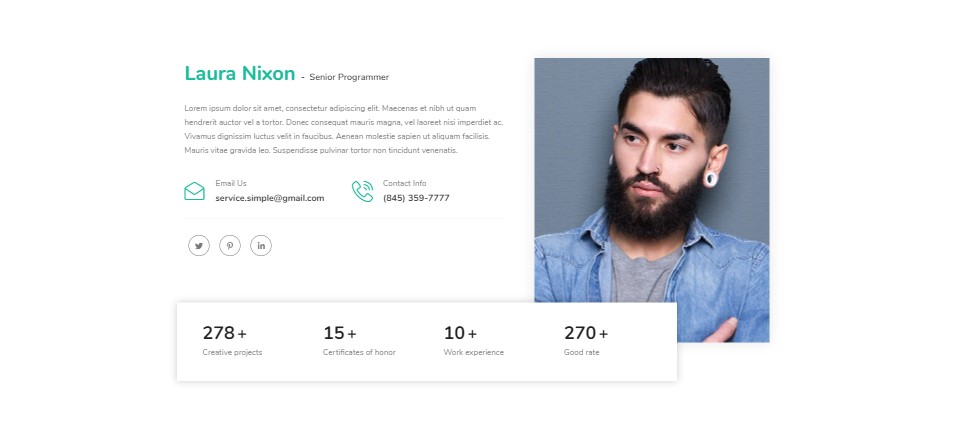 Laura Nixon - Senior Programmer
Lorem ipsum dolor sit amet, consectetur adipiscing elit. Maecenas et nibh ut quam
hendrerit auctor vel a tortor. Donec consequat mauris magna, vel laoreet nisi imperdiet ac.
Vivamus dignissim luctus velit in faucibus. Aenean molestie sapien ut aliquam facilisis.
Mauris vitae gravida leo. Suspendisse pulvinar tortor non tincidunt venenatis.
Email Us
service.simple@gmail.com
Contact Info
(845) 359-7777
278 +
Creative projects
15 +
Certificates of honor
10 +
Work experience
270 +
Good rate